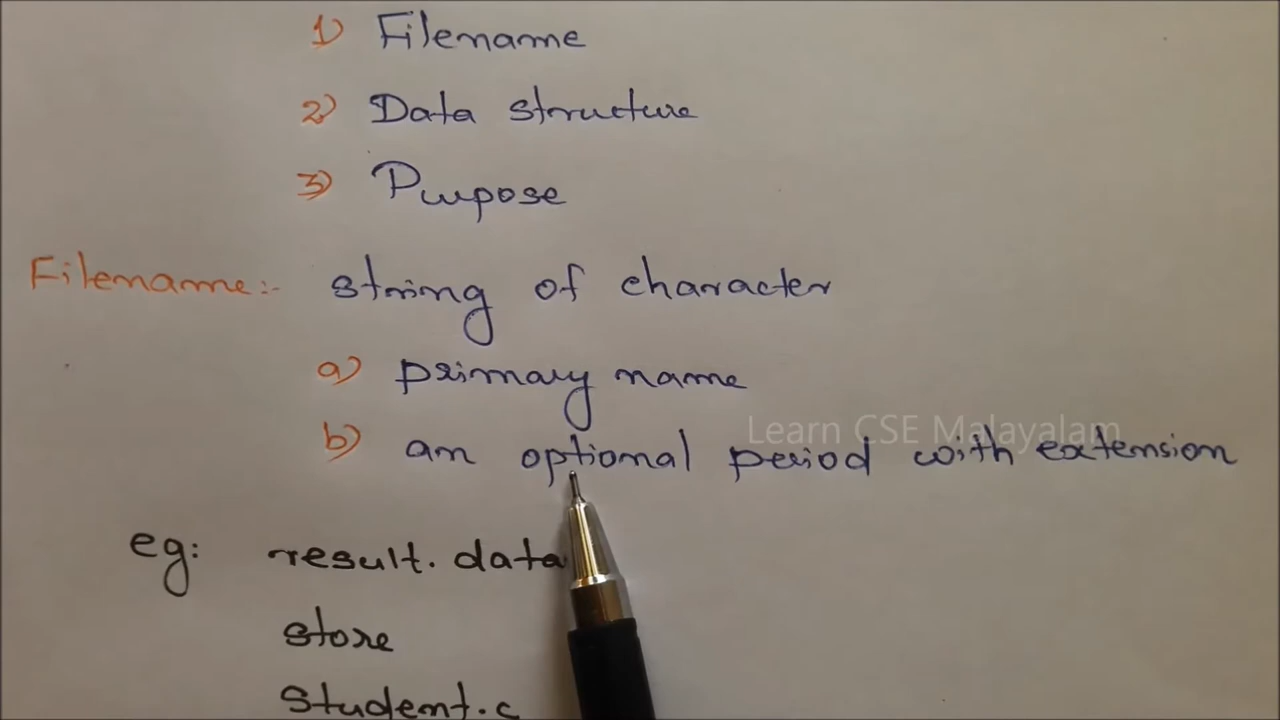 1) Filename
2) Data structure
3) Purpose
Filename:- string of character
a) primary name
Learn CSE Malayalam
b) an optional period with extension
eg: result. data
store
Student.c